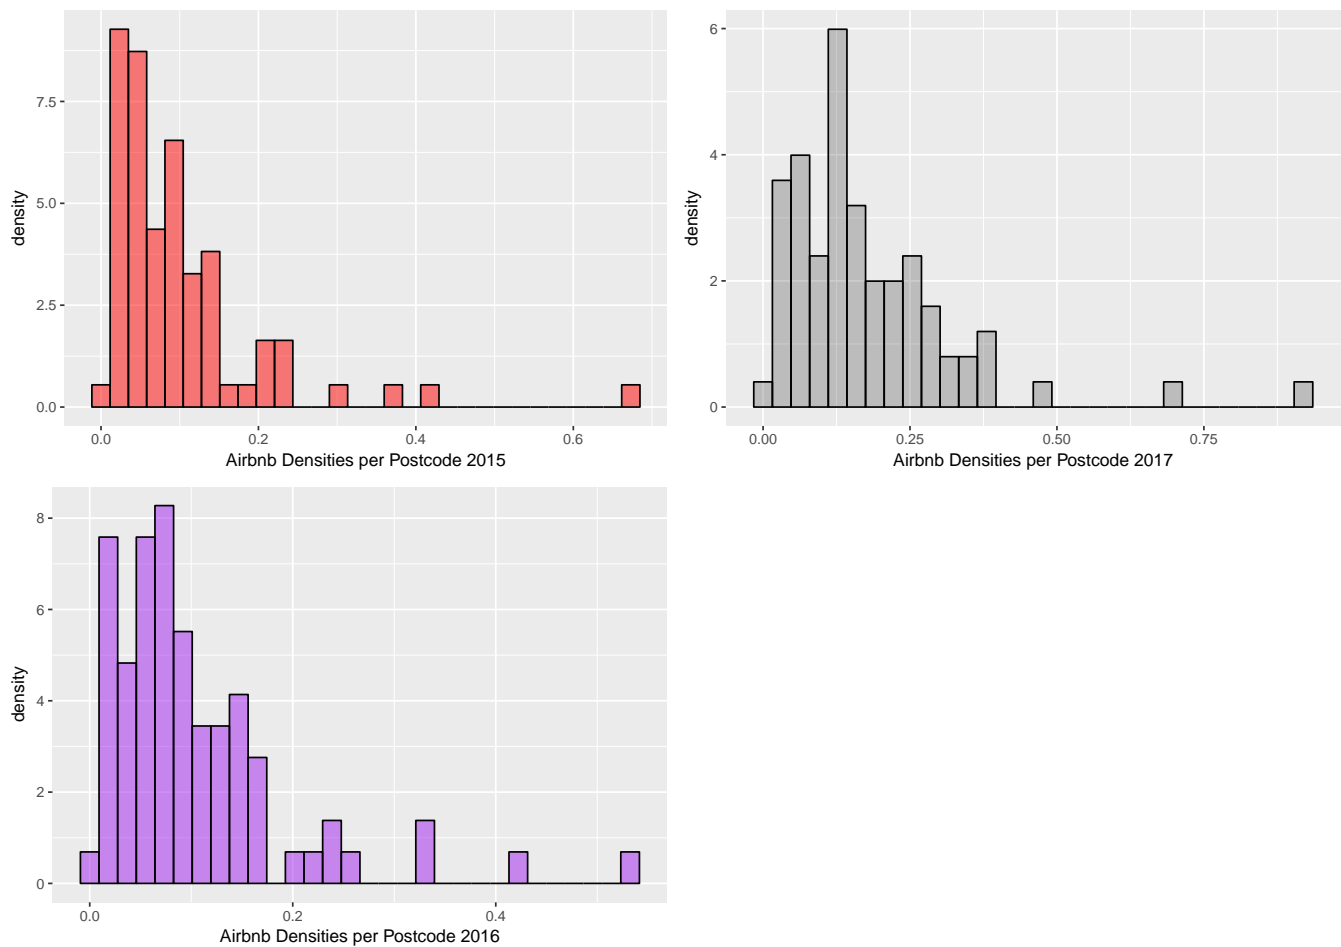 density
7.5
5.0
2.5
0.0
0.0 0.2 0.4 0.6
Airbnb Densities per Postcode 2015
density
6
4
2
0
0.00 0.25 0.50 0.75
Airbnb Densities per Postcode 2017
density
8
6
4
2
0
0.0 0.2 0.4
Airbnb Densities per Postcode 2016